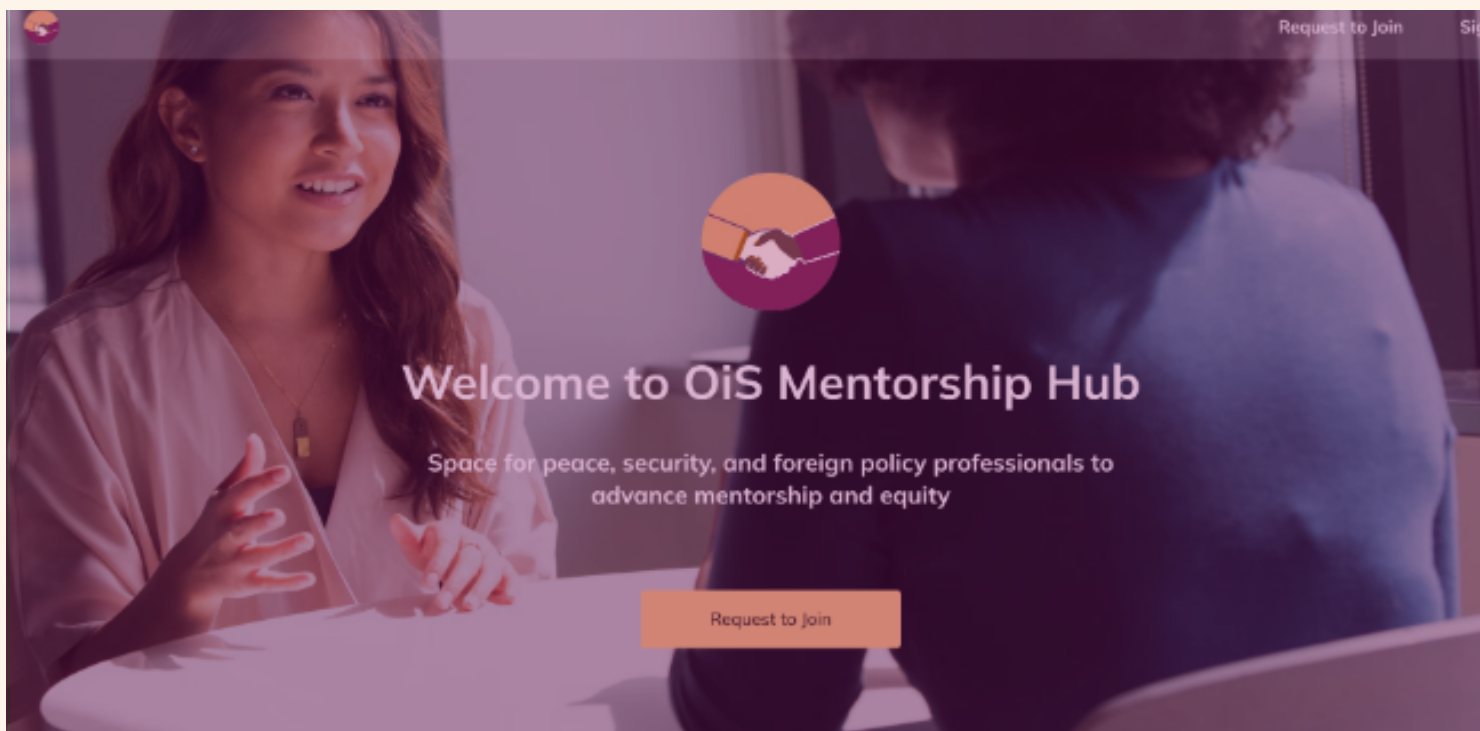 Request to Join
Welcome to OiS Mentorship Hub
Space for peace, security, and foreign policy professionals to
advance mentorship and equity
Request to Join